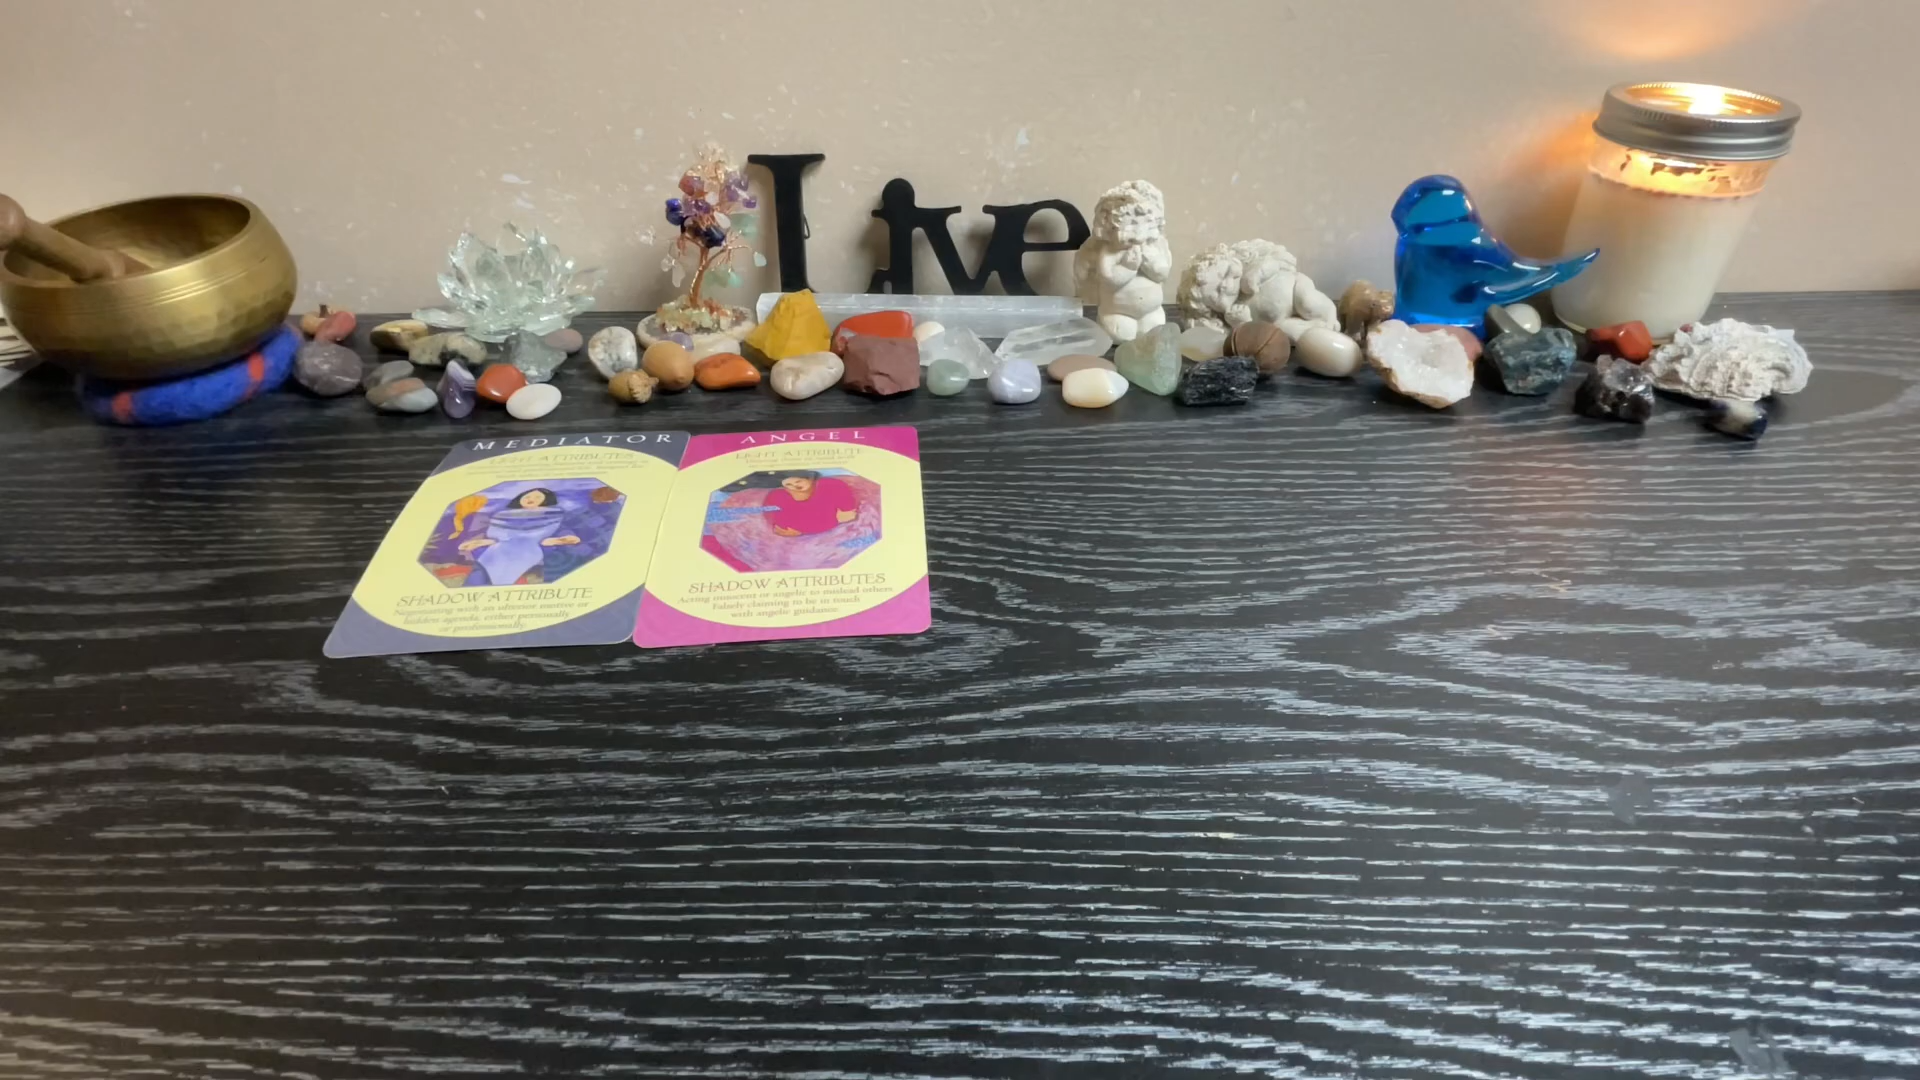 Live
MEDIATOR
LIGHT ATTRIBUTES
SHADOW ATTRIBUTE
Negotiating with an ulterior motive or
hidden agenda, either personally
or professionally.
ANGEL
LIGHT ATTRIBUTE
SHADOW ATTRIBUTES
Acting innocent or angelic to mislead others.
Falsely claiming to be in touch
with angelic guidance.